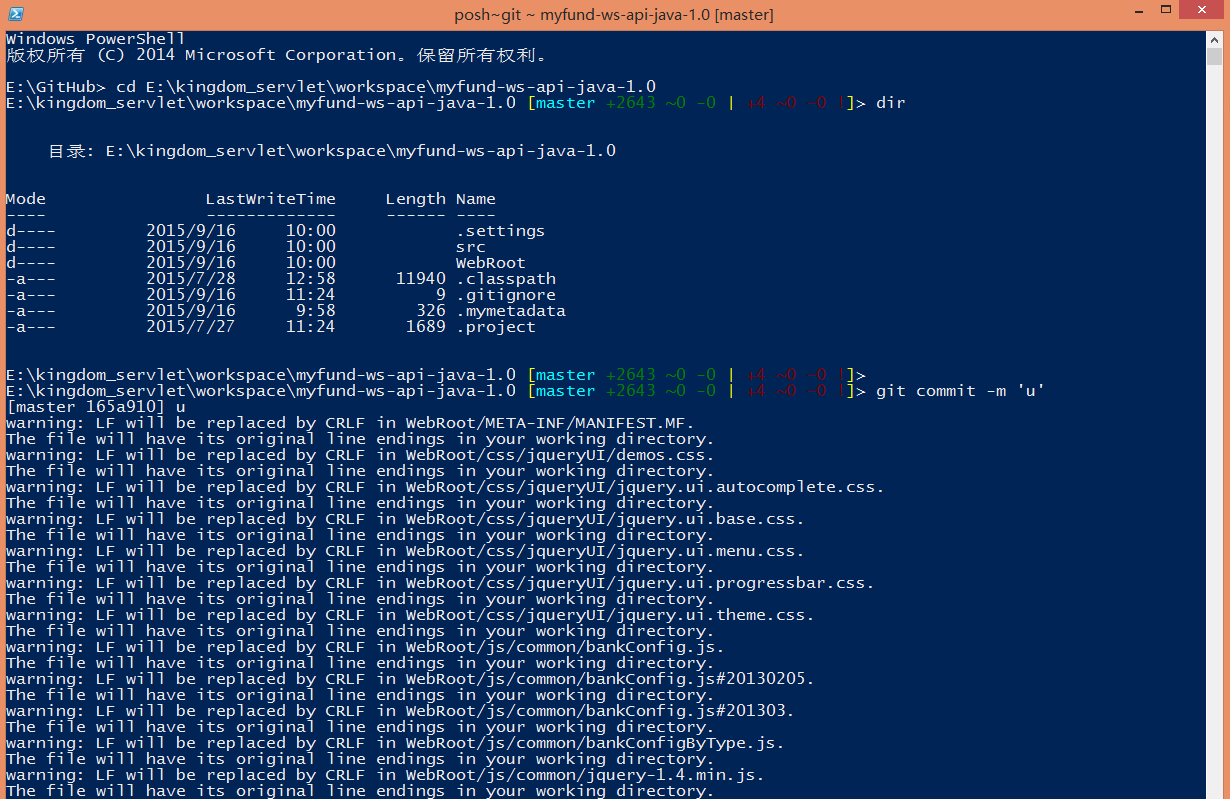 posh~git ~ myfund-ws-api-java-1.0 [master]
Windows PowerShell
版权所有 (C) 2014 Microsoft Corporation。保留所有权利。
E:\GitHub> cd E:\kingdom_servlet\workspace\myfund-ws-api-java-1.0
E:\kingdom_servlet\workspace\myfund-ws-api-java-1.0 [master +2643 ~0 -0 | +4 ~0 -0 !]> dir
目录: E:\kingdom_servlet\workspace\myfund-ws-api-java-1.0
Mode LastWriteTime Length Name
---- ------------- ------ ----
d---- 2015/9/16 10:00 .settings
d---- 2015/9/16 10:00 src
d---- 2015/9/16 10:00 WebRoot
-a--- 2015/7/28 12:58 11940 .classpath
-a--- 2015/9/16 11:24 9 .gitignore
-a--- 2015/9/16 9:58 326 .mymetadata
-a--- 2015/7/27 11:24 1689 .project
E:\kingdom_servlet\workspace\myfund-ws-api-java-1.0 [master +2643 ~0 -0 | +4 ~0 -0 !]>
E:\kingdom_servlet\workspace\myfund-ws-api-java-1.0 [master +2643 ~0 -0 | +4 ~0 -0 !]> git commit -m 'u'
[master 165a910] u
warning: LF will be replaced by CRLF in WebRoot/META-INF/MANIFEST.MF.
The file will have its original line endings in your working directory.
warning: LF will be replaced by CRLF in WebRoot/css/jqueryUI/demos.css.
The file will have its original line endings in your working directory.
warning: LF will be replaced by CRLF in WebRoot/css/jqueryUI/jquery.ui.autocomplete.css.
The file will have its original line endings in your working directory.
warning: LF will be replaced by CRLF in WebRoot/css/jqueryUI/jquery.ui.base.css.
The file will have its original line endings in your working directory.
warning: LF will be replaced by CRLF in WebRoot/css/jqueryUI/jquery.ui.menu.css.
The file will have its original line endings in your working directory.
warning: LF will be replaced by CRLF in WebRoot/css/jqueryUI/jquery.ui.progressbar.css.
The file will have its original line endings in your working directory.
warning: LF will be replaced by CRLF in WebRoot/css/jqueryUI/jquery.ui.theme.css.
The file will have its original line endings in your working directory.
warning: LF will be replaced by CRLF in WebRoot/js/common/bankConfig.js.
The file will have its original line endings in your working directory.
warning: LF will be replaced by CRLF in WebRoot/js/common/bankConfig.js#20130205.
The file will have its original line endings in your working directory.
warning: LF will be replaced by CRLF in WebRoot/js/common/bankConfig.js#201303.
The file will have its original line endings in your working directory.
warning: LF will be replaced by CRLF in WebRoot/js/common/bankConfigByType.js.
The file will have its original line endings in your working directory.
warning: LF will be replaced by CRLF in WebRoot/js/common/jquery-1.4.min.js.
The file will have its original line endings in your working directory.